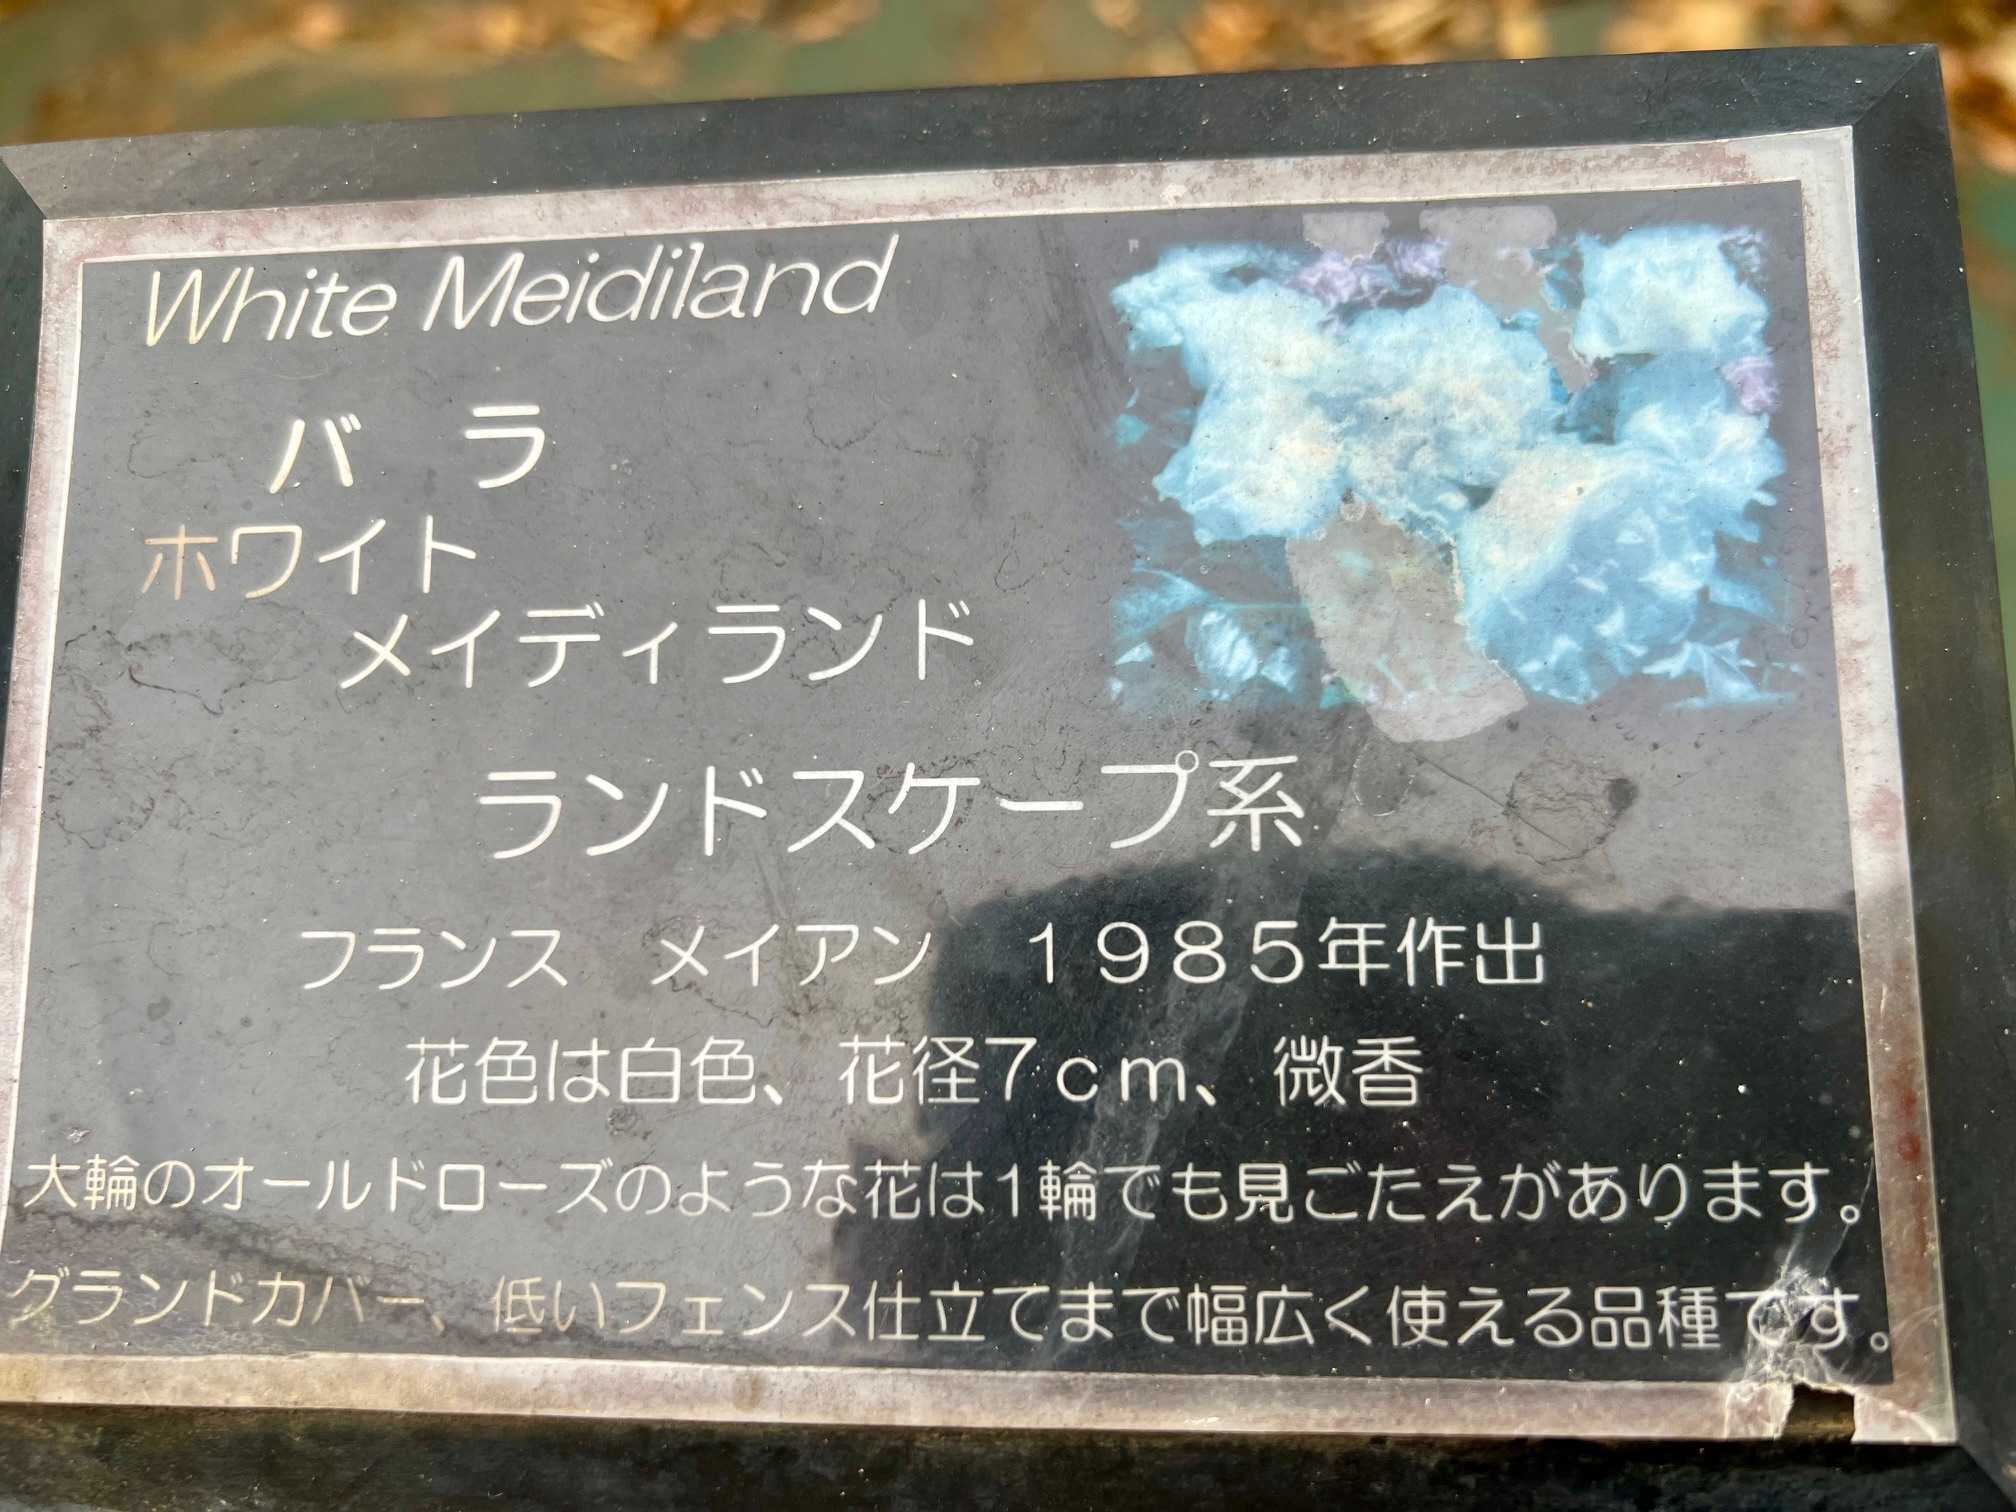 White Meidiland
バ　ラ
ホワイト
メイディランド
ランドスケープ系
フランス　メイアン　１９８５年作出
花色は白色、花径７ｃｍ、微香
大輪のオールドローズのような花は１輪でも見ごたえがあります。
グランドカバー、低いフェンス仕立てまで幅広く使える品種です。